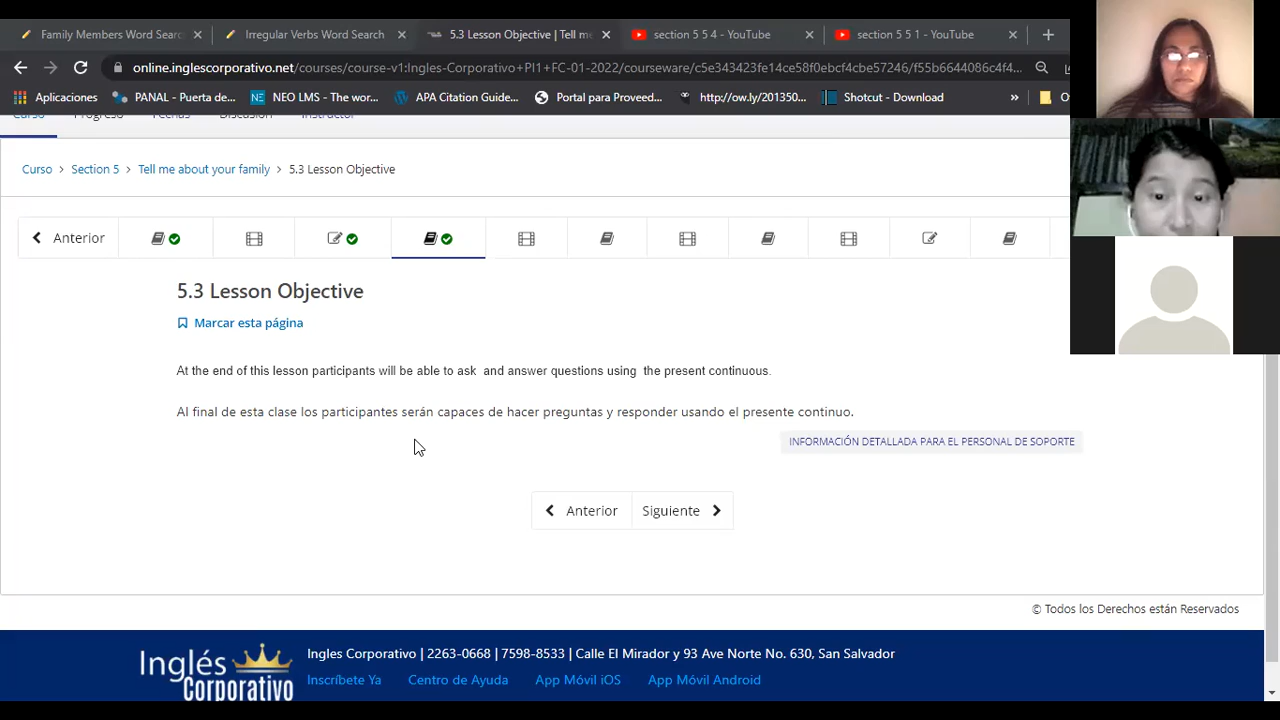 Family Members Word Searc
Irregular Verbs Word Search
5.3 Lesson Objective | Tell me
section 5 5 4 - YouTube
section 5 5 1 - YouTube
online.inglescorporativo.net/courses/course-v1:Ingles-Corporativo+PI1+FC-01-2022/courseware/c5e343423fe14ce58f0ebcf4cbe57246/f55b6644086c4f4...
Aplicaciones
PANAL - Puerta de...
NEO LMS - The wor...
APA Citation Guide...
Portal para Proveed...
http://ow.ly/201350...
Shotcut - Download
»
Curso Progreso Fechas Discusión Instructor
Curso > Section 5 > Tell me about your family > 5.3 Lesson Objective
Anterior
5.3 Lesson Objective
Marcar esta página
At the end of this lesson participants will be able to ask and answer questions using the present continuous.
Al final de esta clase los participantes serán capaces de hacer preguntas y responder usando el presente continuo.
INFORMACIÓN DETALLADA PARA EL PERSONAL DE SOPORTE
Anterior Siguiente
© Todos los Derechos están Reservados
Inglés
Corporativo
Ingles Corporativo | 2263-0668 | 7598-8533 | Calle El Mirador y 93 Ave Norte No. 630, San Salvador
Inscríbete Ya Centro de Ayuda App Móvil iOS App Móvil Android